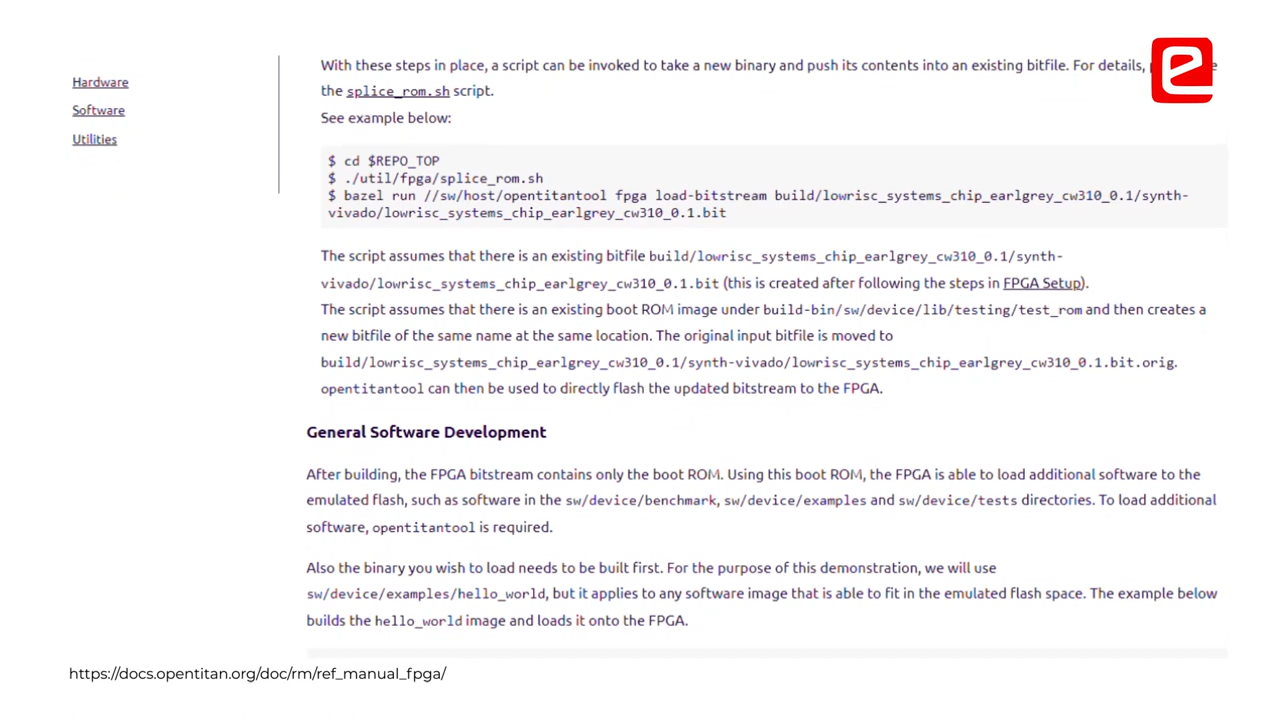 Hardware
Software
Utilities
With these steps in place, a script can be invoked to take a new binary and push its contents into an existing bitfile. For details,
the splice_rom.sh script.
See example below:
$ cd $REPO_TOP
$ ./util/fpga/splice_rom.sh
$ bazel run //sw/host/opentitantool fpga load-bitstream build/lowrisc_systems_chip_earlgrey_cw310_0.1/synth-
vivado/lowrisc_systems_chip_earlgrey_cw310_0.1.bit
The script assumes that there is an existing bitfile build/lowrisc_systems_chip_earlgrey_cw310_0.1/synth-
vivado/lowrisc_systems_chip_earlgrey_cw310_0.1.bit (this is created after following the steps in FPGA Setup).
The script assumes that there is an existing boot ROM image under build-bin/sw/device/lib/testing/test_rom and then creates a
new bitfile of the same name at the same location. The original input bitfile is moved to
build/lowrisc_systems_chip_earlgrey_cw310_0.1/synth-vivado/lowrisc_systems_chip_earlgrey_cw310_0.1.bit.orig.
opentitantool can then be used to directly flash the updated bitstream to the FPGA.
General Software Development
After building, the FPGA bitstream contains only the boot ROM. Using this boot ROM, the FPGA is able to load additional software to the
emulated flash, such as software in the sw/device/benchmark, sw/device/examples and sw/device/tests directories. To load additional
software, opentitantool is required.
Also the binary you wish to load needs to be built first. For the purpose of this demonstration, we will use
sw/device/examples/hello_world, but it applies to any software image that is able to fit in the emulated flash space. The example below
builds the hello_world image and loads it onto the FPGA.
https://docs.opentitan.org/doc/rm/ref_manual_fpga/